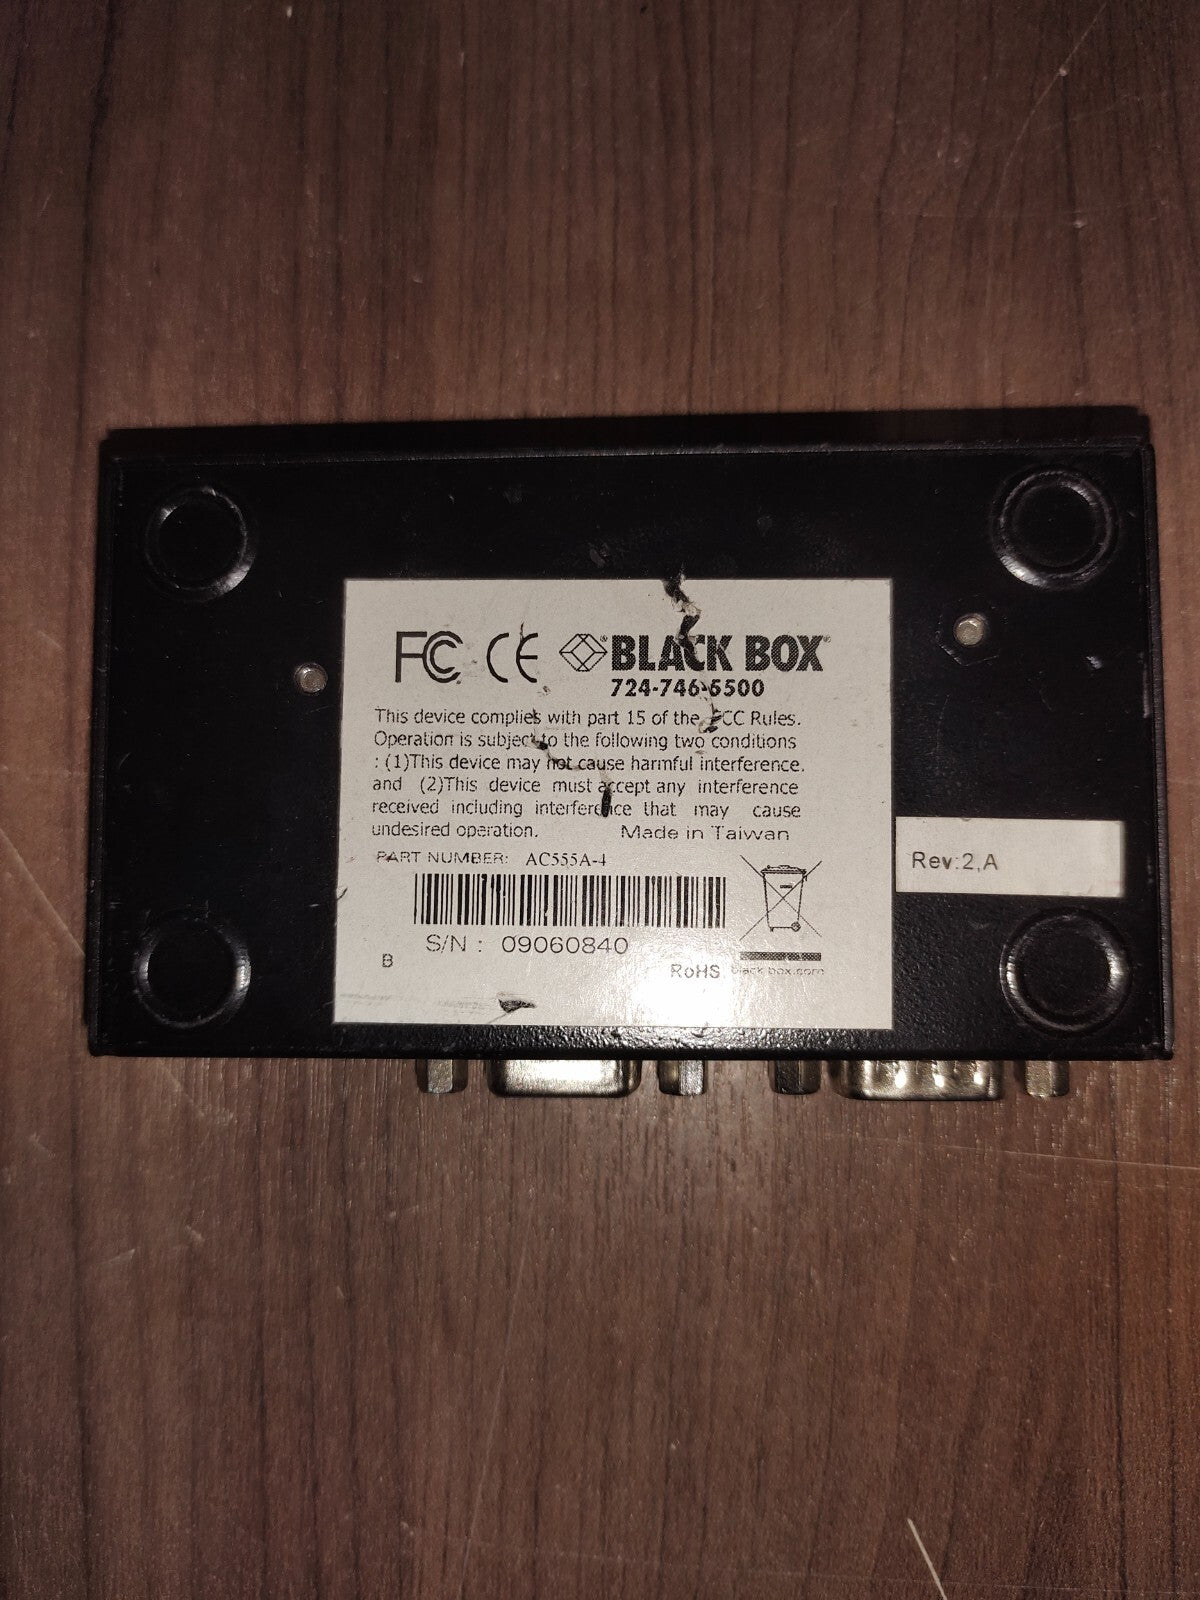 FC CE ® BLACK BOX®
724-746-5500
This device complies with part 15 of the FCC Rules.
Operation is subject to the following two conditions
: (1)This device may not cause harmful interference.
and (2)This device must accept any interference
received including interference that may cause
undesired operation. Made in Taiwan
PART NUMBER: AC555A-4
Rev:2,A
S/N : 09060840
B
RoHS black box.com